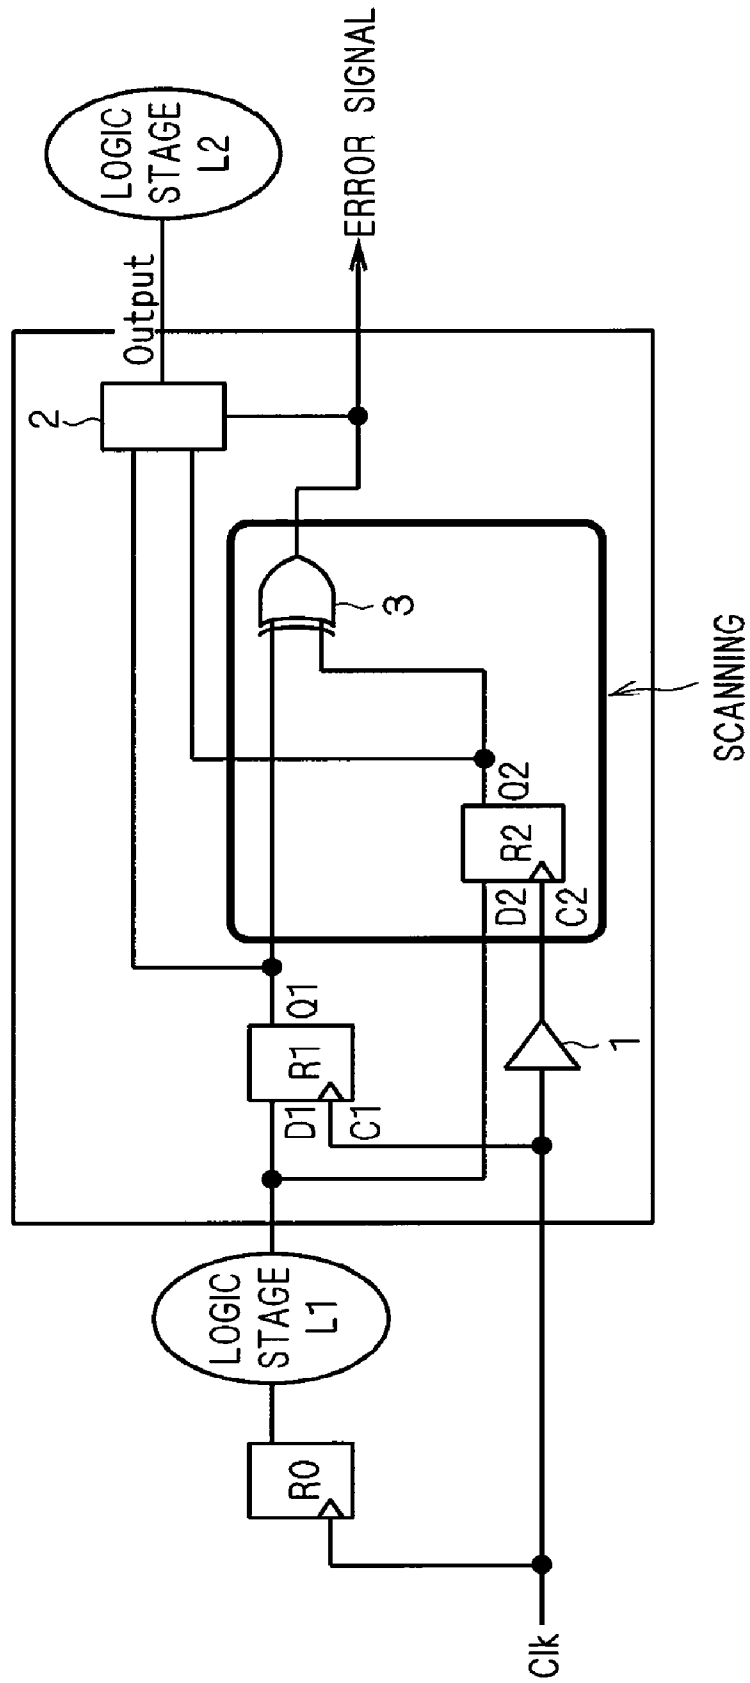 Clk
R0
LOGIC
STAGE
L1
D1
C1
R1
Q1
1
D2
C2
R2
Q2
3
2
Output
LOGIC
STAGE
L2
ERROR SIGNAL
SCANNING